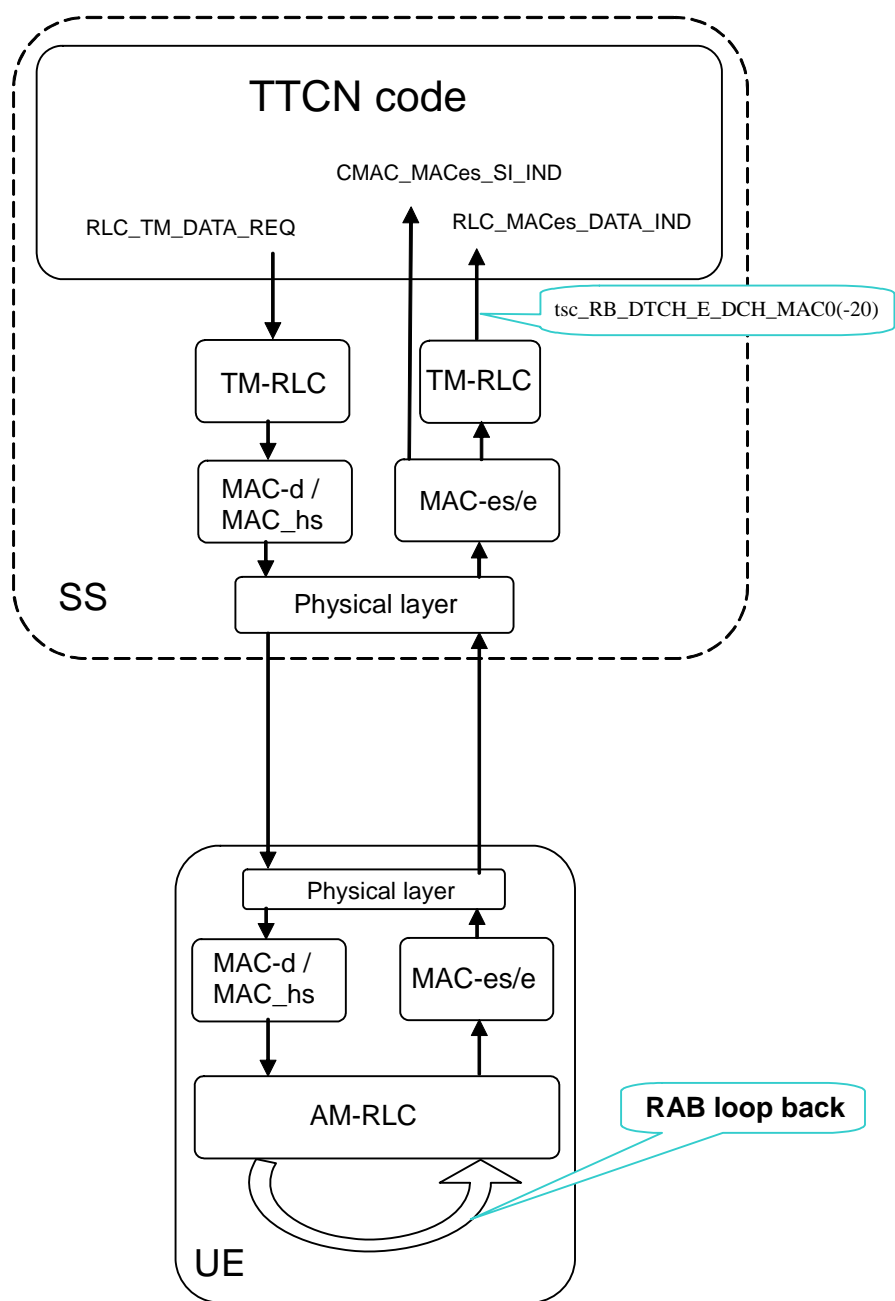 TTCN code
CMAC_MACes_SI_IND
RLC_TM_DATA_REQ
RLC_MACes_DATA_IND
tsc_RB_DTCH_E_DCH_MAC0(-20)
TM-RLC
TM-RLC
MAC-d /
MAC_hs
MAC-es/e
SS
Physical layer
Physical layer
MAC-d /
MAC_hs
MAC-es/e
AM-RLC
RAB loop back
UE